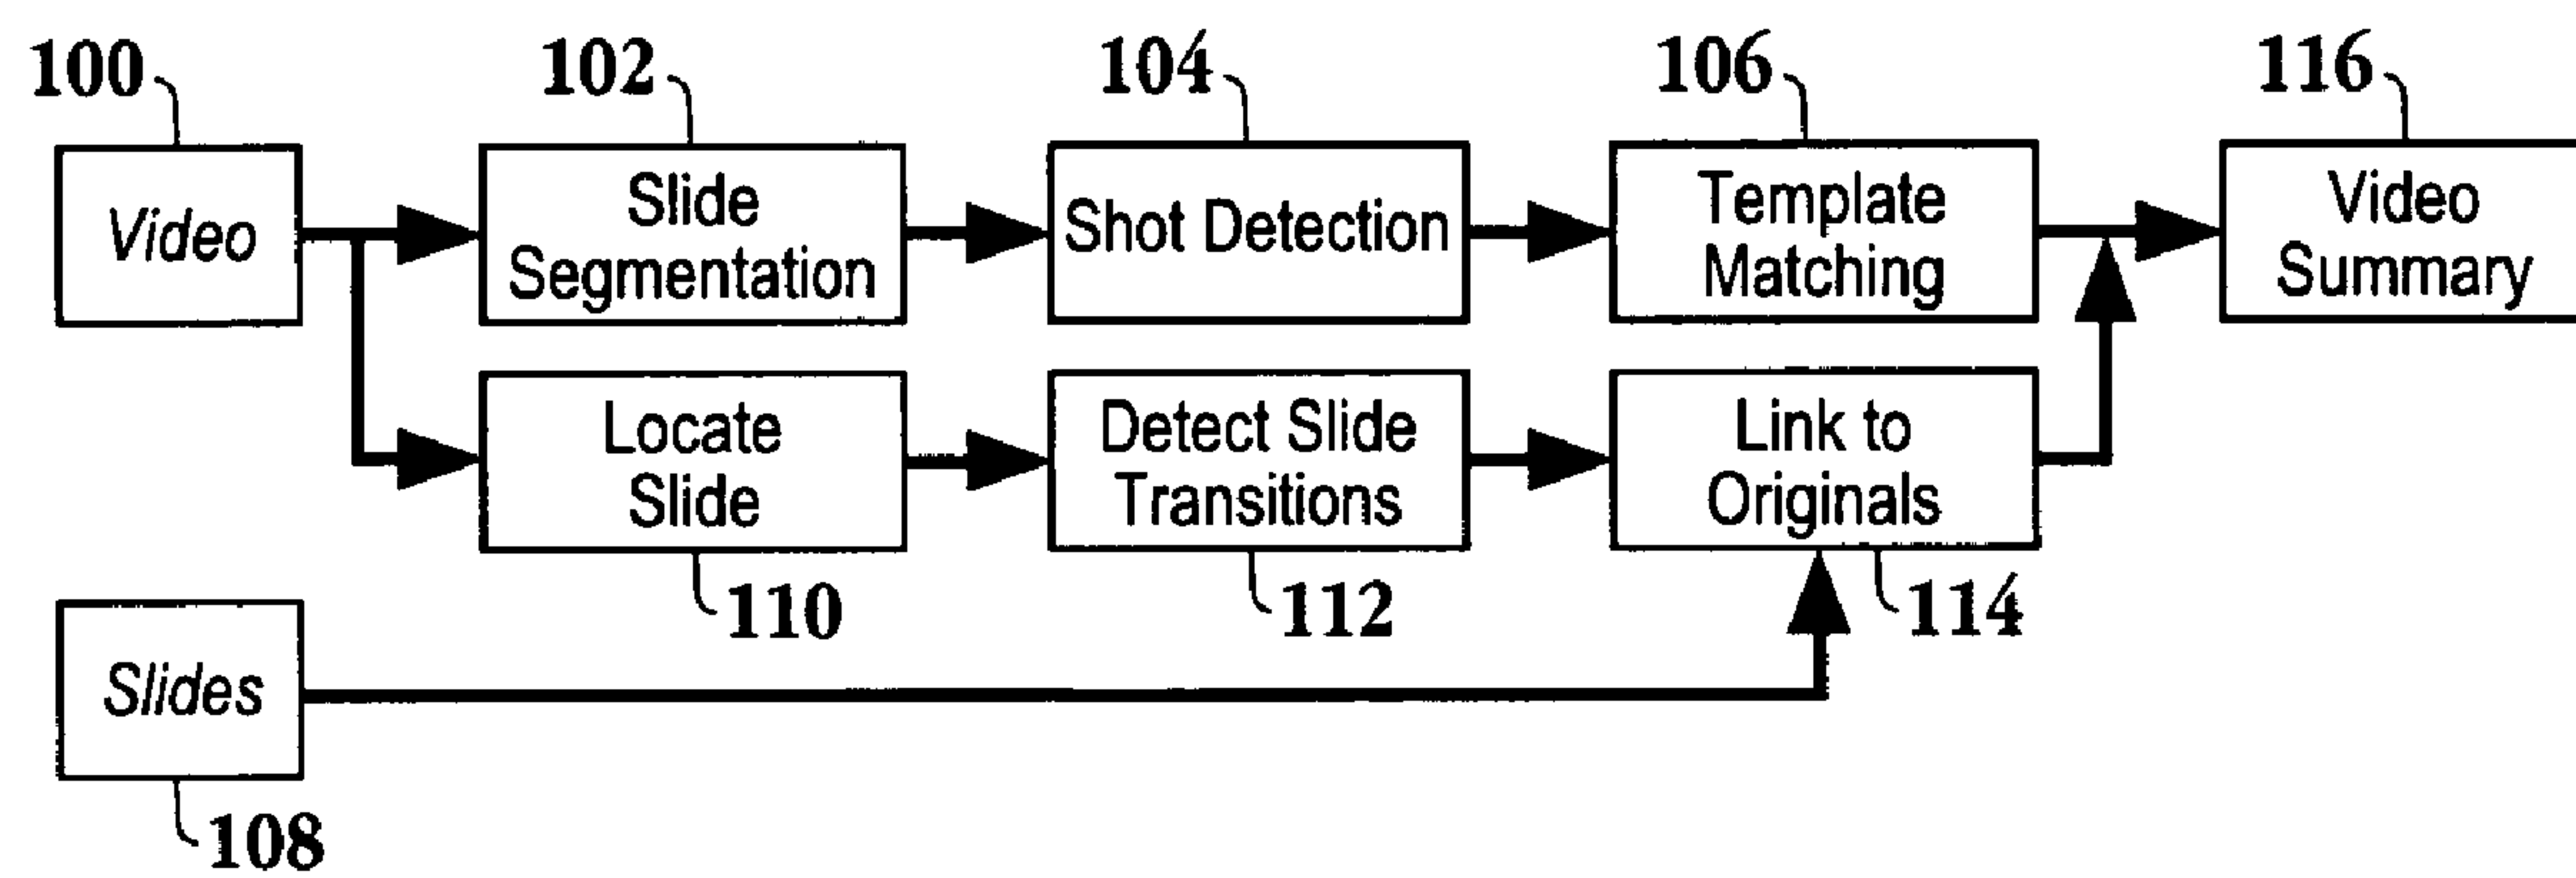 100
102
104
106
116
Video
Slide
Segmentation
Shot Detection
Template
Matching
Video
Summary
Locate
Slide
Detect Slide
Transitions
Link to
Originals
110
112
114
Slides
108